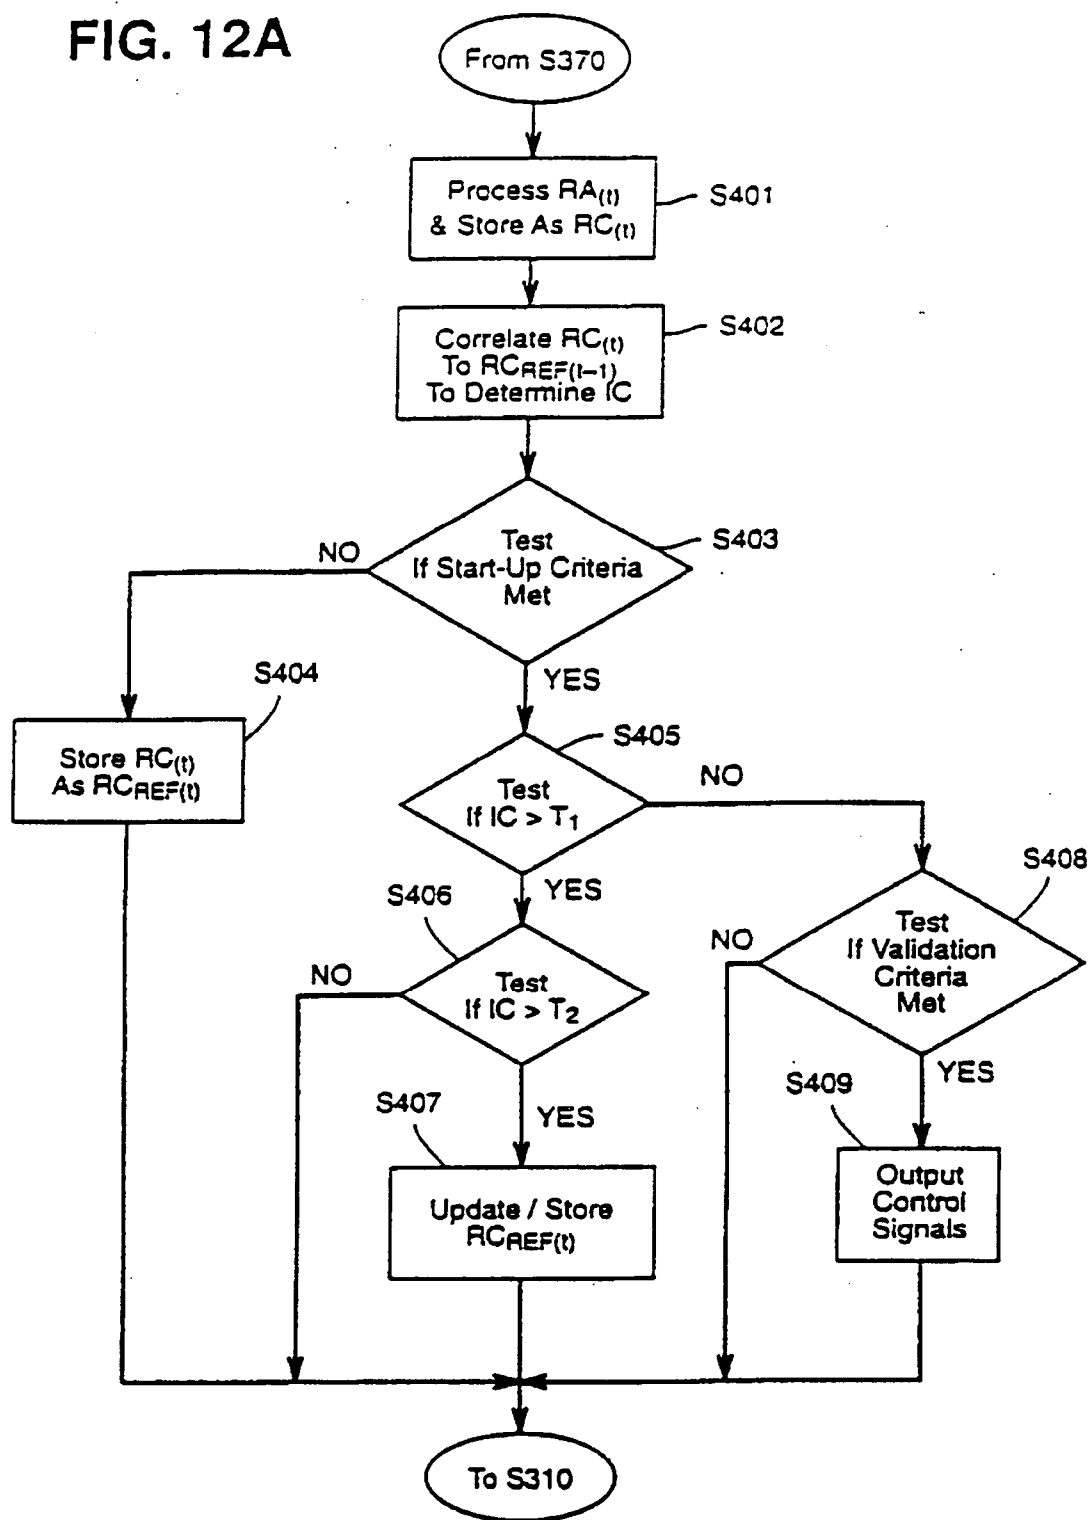 FIG. 12A
From S370
Process RA(t)
& Store As RC(t)
S401
Correlate RC(t)
To RCREF(t-1)
To Determine IC
S402
Test
If Start-Up Criteria
Met
S403
NO
YES
S404
Store RC(t)
As RCREF(t)
S405
Test
If IC > T1
NO
YES
S406
Test
If IC > T2
NO
YES
S408
Test
If Validation
Criteria
Met
NO
YES
S407
Update / Store
RCREF(t)
S409
Output
Control
Signals
To S310